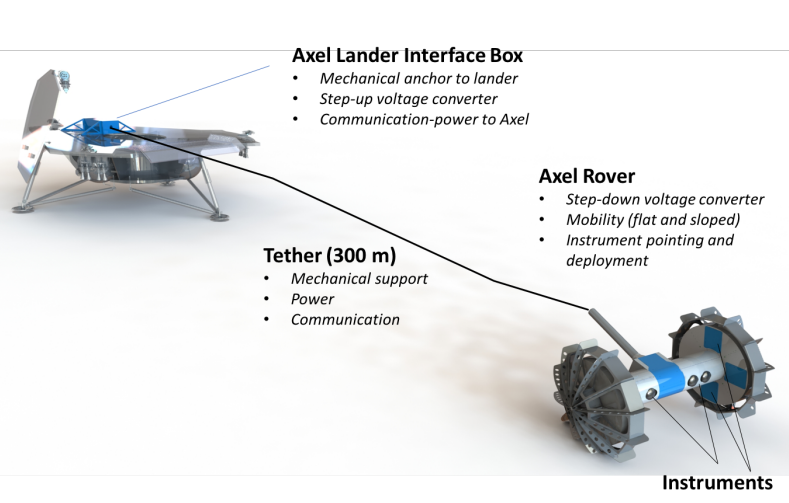 Axel Lander Interface Box
• Mechanical anchor to lander
• Step-up voltage converter
• Communication-power to Axel
Axel Rover
• Step-down voltage converter
• Mobility (flat and sloped)
• Instrument pointing and
deployment
Tether (300 m)
• Mechanical support
• Power
• Communication
Instruments